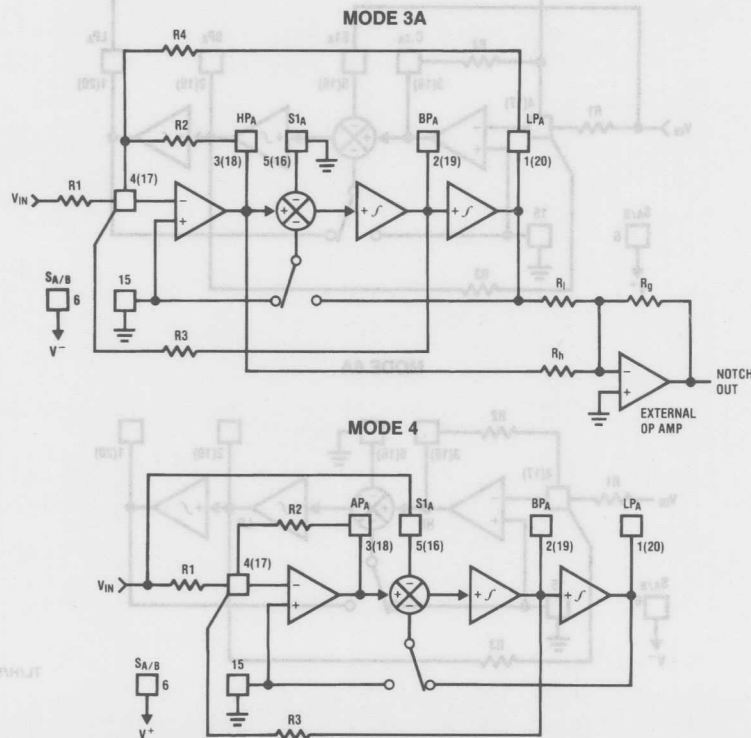 MODE 3A
R4
R2
HPA
3(18)
S1A
5(16)
BPA
2(19)
LPA
1(20)
VIN
R1
4(17)
−
+
+
−
−
+ ∫
+ ∫
SA/B
6
V−
15
R3
Rl
Rg
Rh
−
+
NOTCH
OUT
EXTERNAL
OP AMP
MODE 4
R2
APA
3(18)
S1A
5(16)
BPA
2(19)
LPA
1(20)
4(17)
VIN
R1
−
+
+
−
−
+ ∫
+ ∫
SA/B
6
V+
15
R3